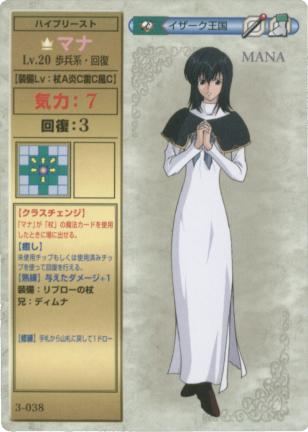 ハイプリースト
マナ
Lv.20 歩兵系・回復
【装備Lv:杖A炎C雷C風C】
気力:7
回復:3
【クラスチェンジ】
「マナ」が「杖」の魔法カードを使用したときに場に出せる。
【癒し】
未使用チップもしくは使用済みチップを使って回復を行える。
【熟練】与えたダメージ+1
装備:リブローの杖
兄:ディムナ
【修練】手札から山札に戻して1ドロー
3-038
イザーク王国
MANA